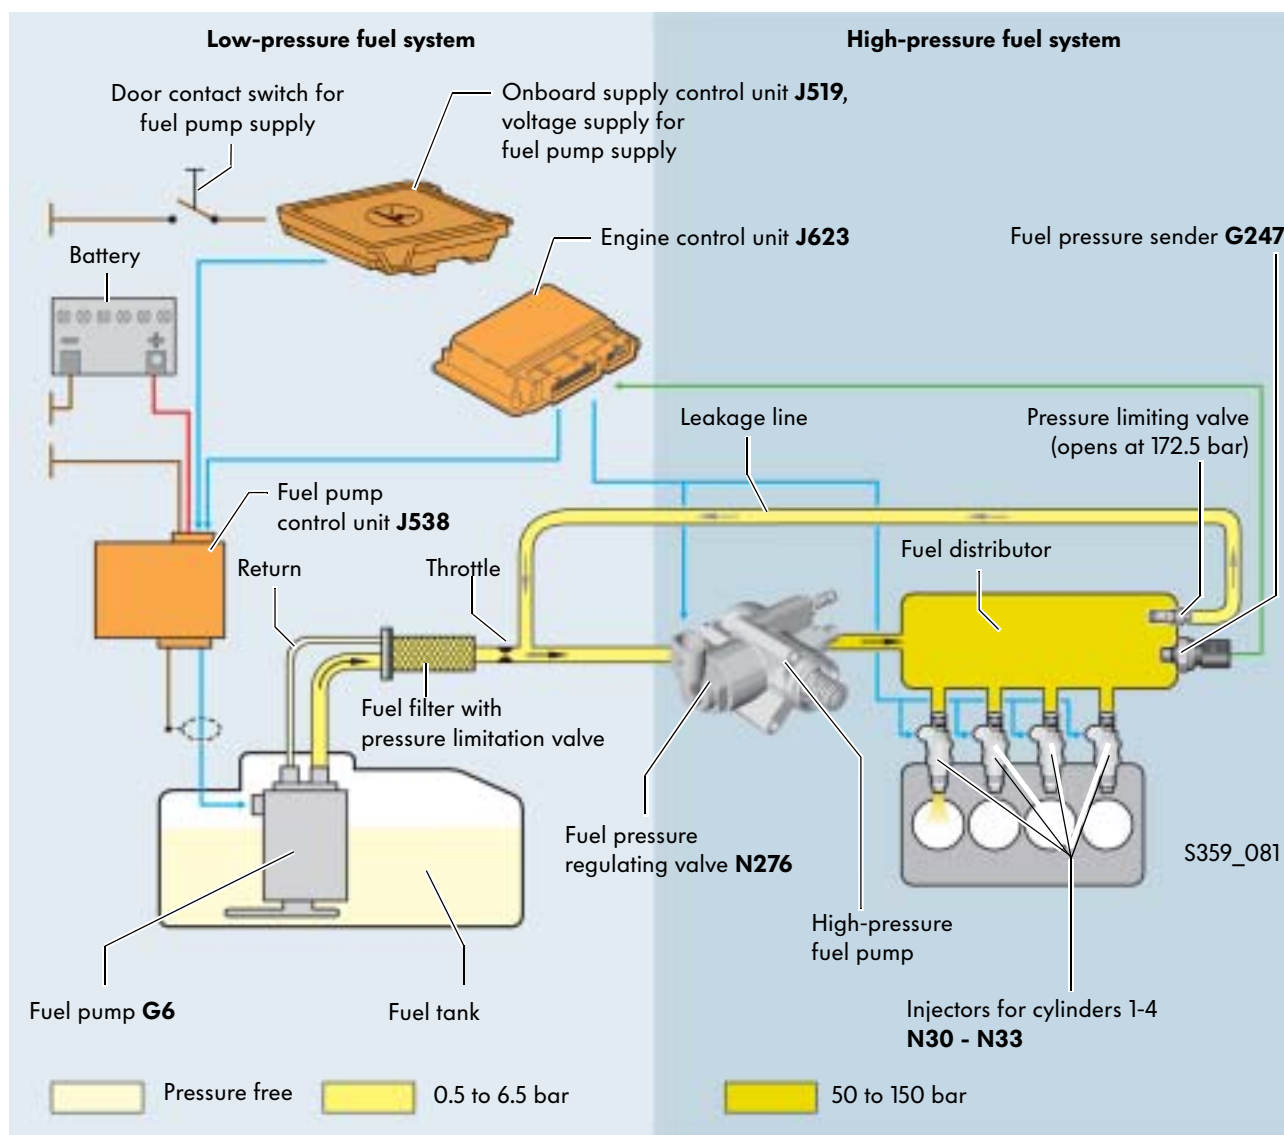 Low-pressure fuel system
High-pressure fuel system
Door contact switch for
fuel pump supply
Onboard supply control unit J519,
voltage supply for
fuel pump supply
Engine control unit J623
Fuel pressure sender G247
Battery
Leakage line
Pressure limiting valve
(opens at 172.5 bar)
Fuel pump
control unit J538
Return
Throttle
Fuel distributor
Fuel filter with
pressure limitation valve
Fuel pressure
regulating valve N276
S359_081
High-pressure
fuel pump
Fuel pump G6
Fuel tank
Injectors for cylinders 1-4
N30 - N33
Pressure free
0.5 to 6.5 bar
50 to 150 bar